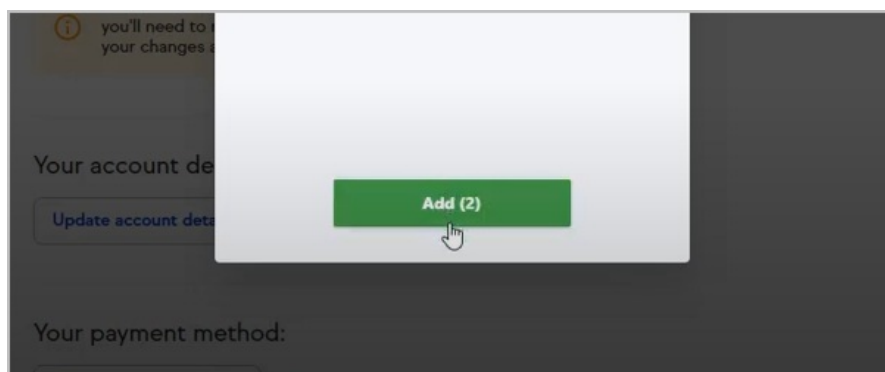 you'll need to
your changes
Your account de
Update account deta
Add (2)
Your payment method: